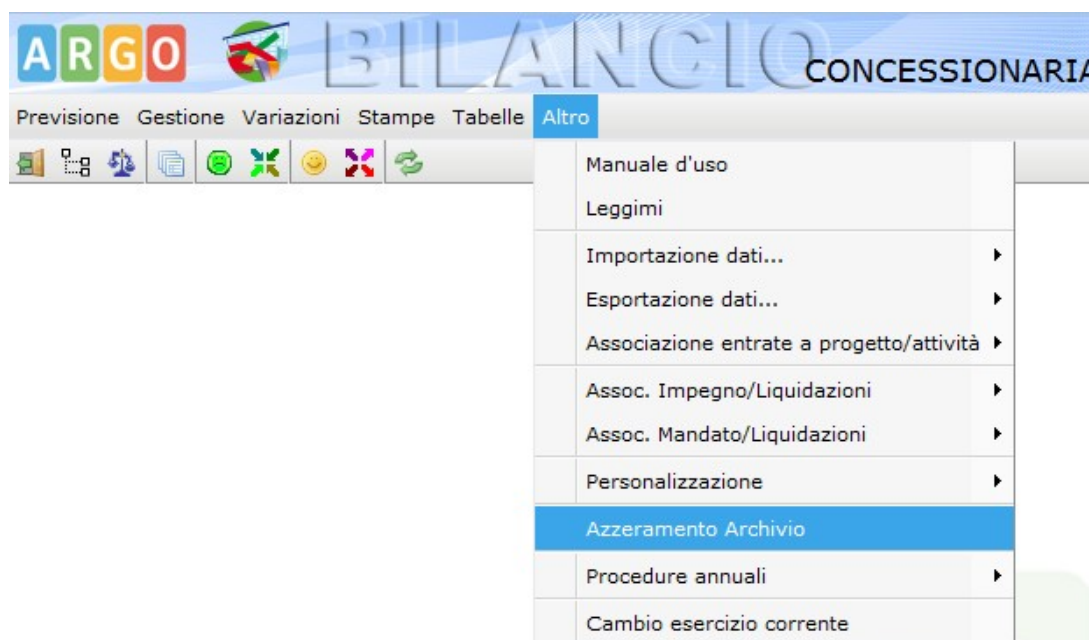 ARGO BILANCIO CONCESSIONARIA
Previsione Gestione Variazioni Stampe Tabelle Altro
Manuale d'uso
Leggimi
Importazione dati...
Esportazione dati...
Associazione entrate a progetto/attività
Assoc. Impegno/Liquidazioni
Assoc. Mandato/Liquidazioni
Personalizzazione
Azzeramento Archivio
Procedure annuali
Cambio esercizio corrente